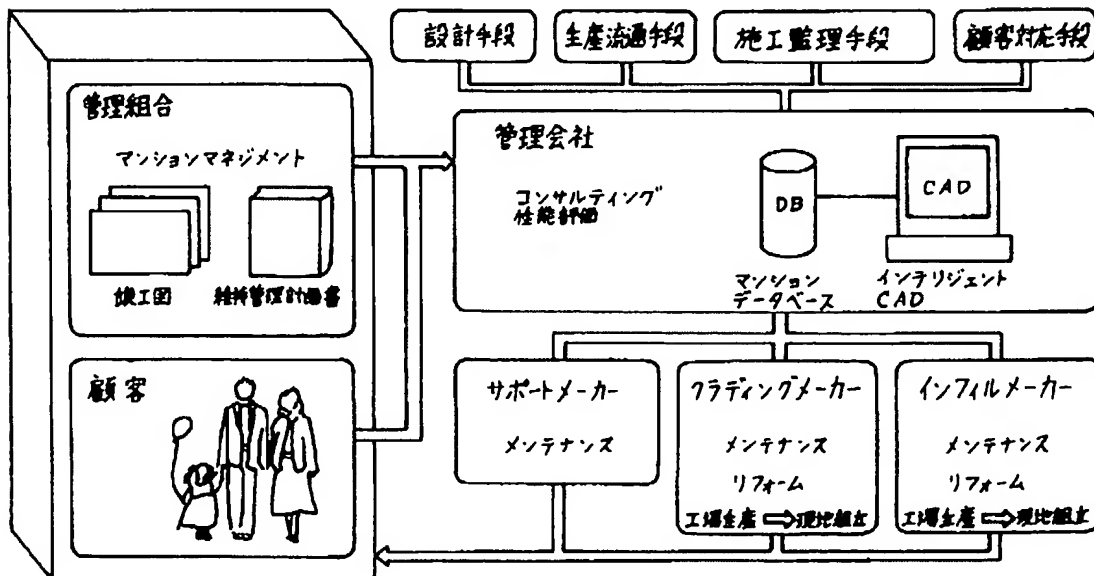 設計手段
生産流通手段
施工監理手段
顧客対応手段
管理組合
マンションマネジメント
竣工図
維持管理計画書
顧客
管理会社
コンサルティング
性能評価
DB
CAD
マンション
データベース
インテリジェント
CAD
サポートメーカー
メンテナンス
クラディングメーカー
メンテナンス
リフォーム
工場生産⇒現地組立
インフィルメーカー
メンテナンス
リフォーム
工場生産⇒現地組立